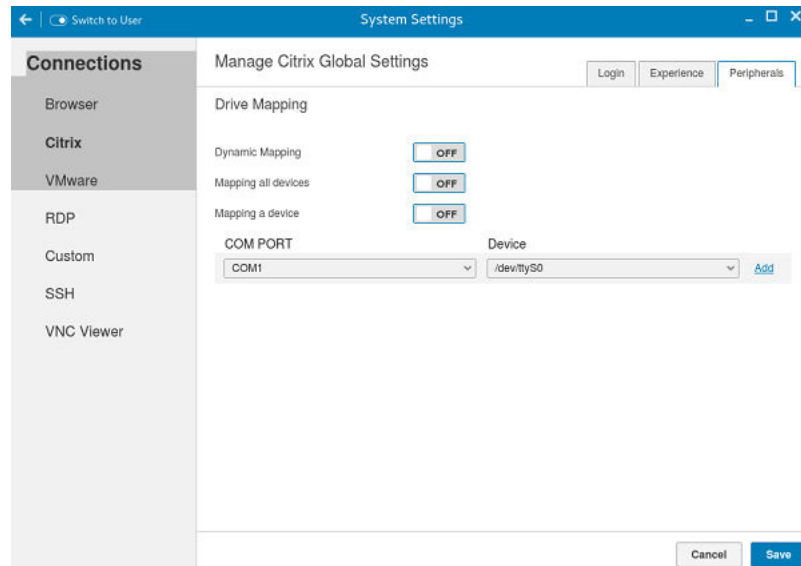 Switch to User
System Settings
Connections
Browser
Citrix
VMware
RDP
Custom
SSH
VNC Viewer
Manage Citrix Global Settings
Login
Experience
Peripherals
Drive Mapping
Dynamic Mapping
OFF
Mapping all devices
OFF
Mapping a device
OFF
COM PORT
Device
COM1
/dev/ttyS0
Add
Cancel
Save